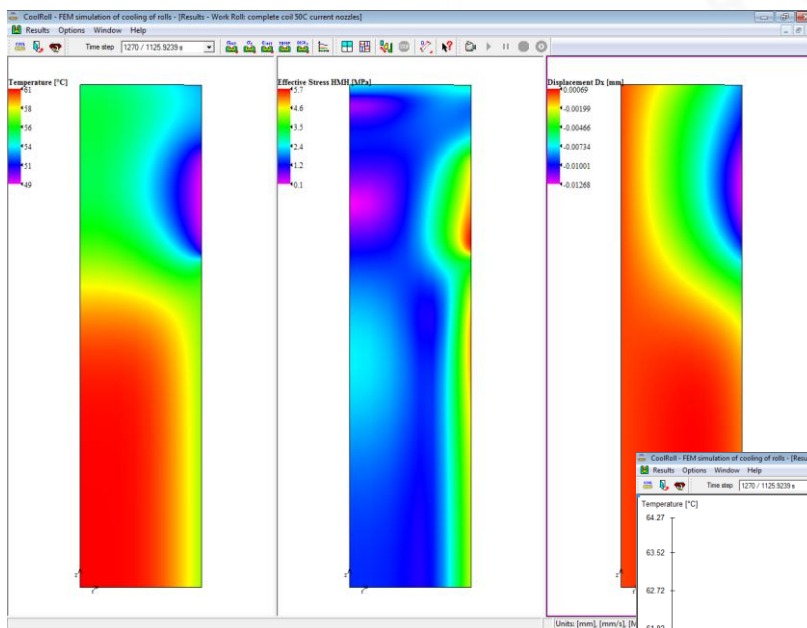 CoolRoll - FEM simulation of cooling of rolls - [Results - Work Roll: complete coil 50C current nozzles]
Results Options Window Help
Time step 1270 / 1125.9239 s
Temperature [°C]
61
58
56
54
51
49
z
r
Effective Stress HMH [MPa]
5.7
4.6
3.5
2.4
1.2
0.1
z
r
Displacement Dx [mm]
0.00069
-0.00199
-0.00466
-0.00734
-0.01001
-0.01268
CoolRoll - FEM simulation of cooling of rolls - [Resu
Results Options Window Help
Time step 1270 / 1125.9239 s
Temperature [°C]
64.27
63.52
62.72
Units: [mm], [mm/s], [M